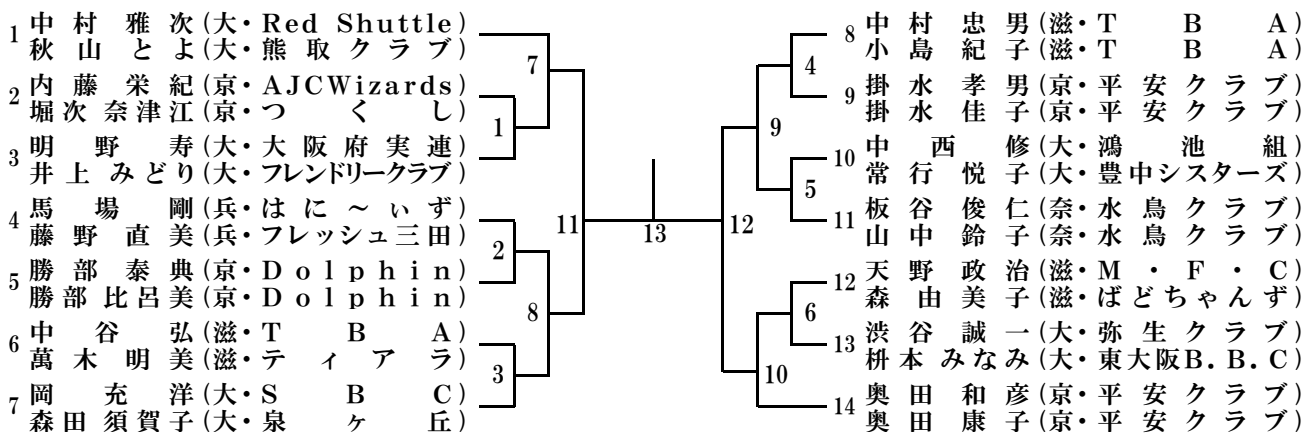 1 中村雅次(大・Red Shuttle)
秋山とよ(大・熊取クラブ)
2 内藤栄紀(京・AJCWizards)
堀次奈津江(京・つくし)
3 明野寿(大・大阪府実連)
井上みどり(大・フレンドリークラブ)
4 馬場剛(兵・はに～ぃず)
藤野直美(兵・フレッシュ三田)
5 勝部泰典(京・Dolphin)
勝部比呂美(京・Dolphin)
6 中谷弘(滋・TBA)
萬木明美(滋・ティアラ)
7 岡充洋(大・SBC)
森田須賀子(大・泉ヶ丘)
7
1
2
8
3
11
13
12
4
9
5
6
10
8 中村忠男(滋・TBA)
小島紀子(滋・TBA)
9 掛水孝男(京・平安クラブ)
掛水佳子(京・平安クラブ)
10 中西修(大・鴻池組)
常行悦子(大・豊中シスターズ)
11 板谷俊仁(奈・水鳥クラブ)
山中鈴子(奈・水鳥クラブ)
12 天野政治(滋・M・F・C)
森由美子(滋・ばどちゃんず)
13 渋谷誠一(大・弥生クラブ)
枡本みなみ(大・東大阪B.B.C)
14 奥田和彦(京・平安クラブ)
奥田康子(京・平安クラブ)